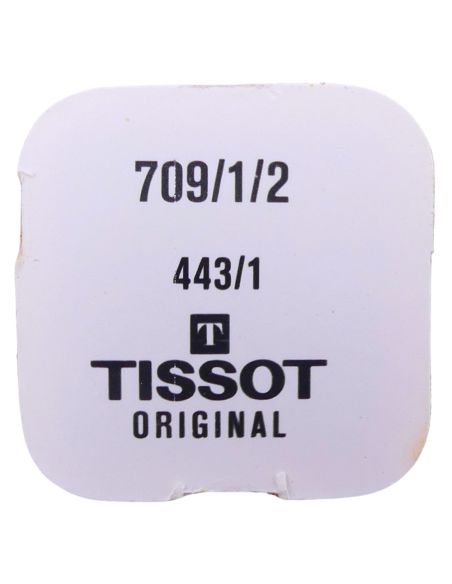 709/1/2
443/1
T
TISSOT
ORIGINAL